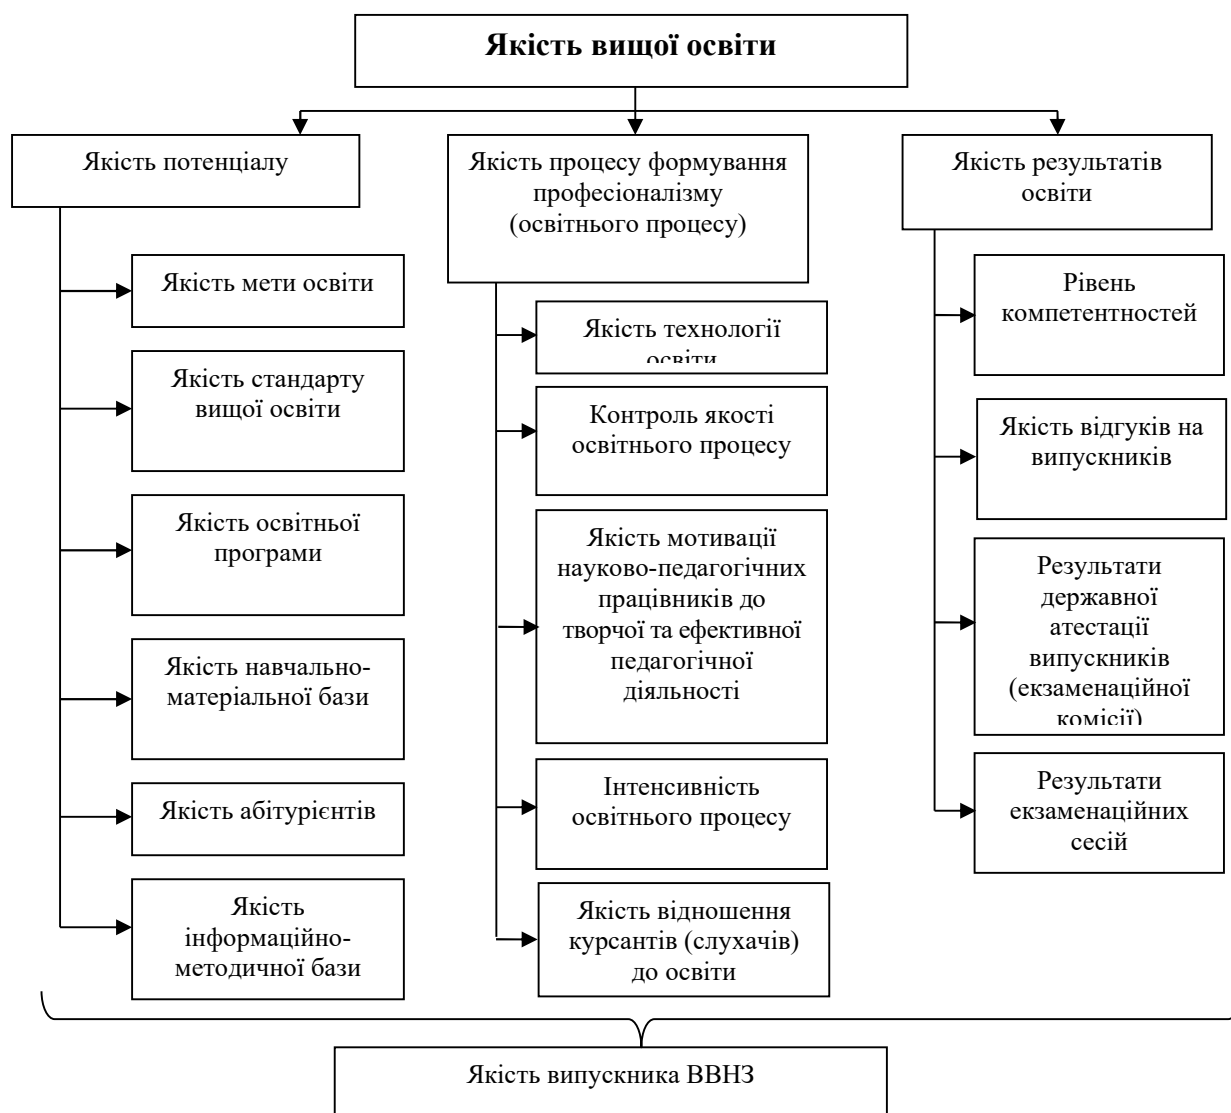 Якість вищої освіти
Якість потенціалу
Якість мети освіти
Якість стандарту
вищої освіти
Якість освітньої
програми
Якість навчально-
матеріальної бази
Якість абітурієнтів
Якість
інформаційно-
методичної бази
Якість процесу формування
професіоналізму
(освітнього процесу)
Якість технології
освіти
Контроль якості
освітнього процесу
Якість мотивації
науково-педагогічних
працівників до
творчої та ефективної
педагогічної
діяльності
Інтенсивність
освітнього процесу
Якість відношення
курсантів (слухачів)
до освіти
Якість результатів
освіти
Рівень
компетентностей
Якість відгуків на
випускників
Результати
державної
атестації
випускників
(екзаменаційної
комісії)
Результати
екзаменаційних
сесій
Якість випускника ВВНЗ